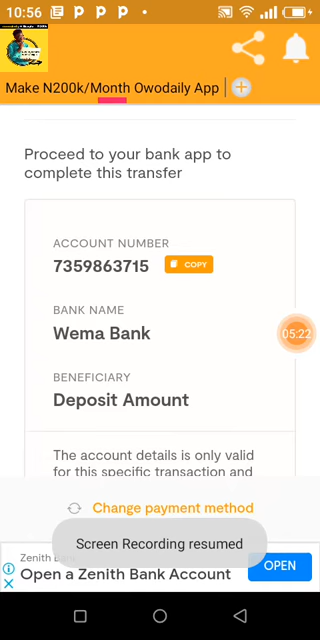 10:56
Make N200k/Month Owodaily App
Proceed to your bank app to
complete this transfer
ACCOUNT NUMBER
7359863715 COPY
BANK NAME
Wema Bank
05:22
BENEFICIARY
Deposit Amount
The account details is only valid
for this specific transaction and
Change payment method
Screen Recording resumed
Zenith Ban
Open a Zenith Bank Account OPEN